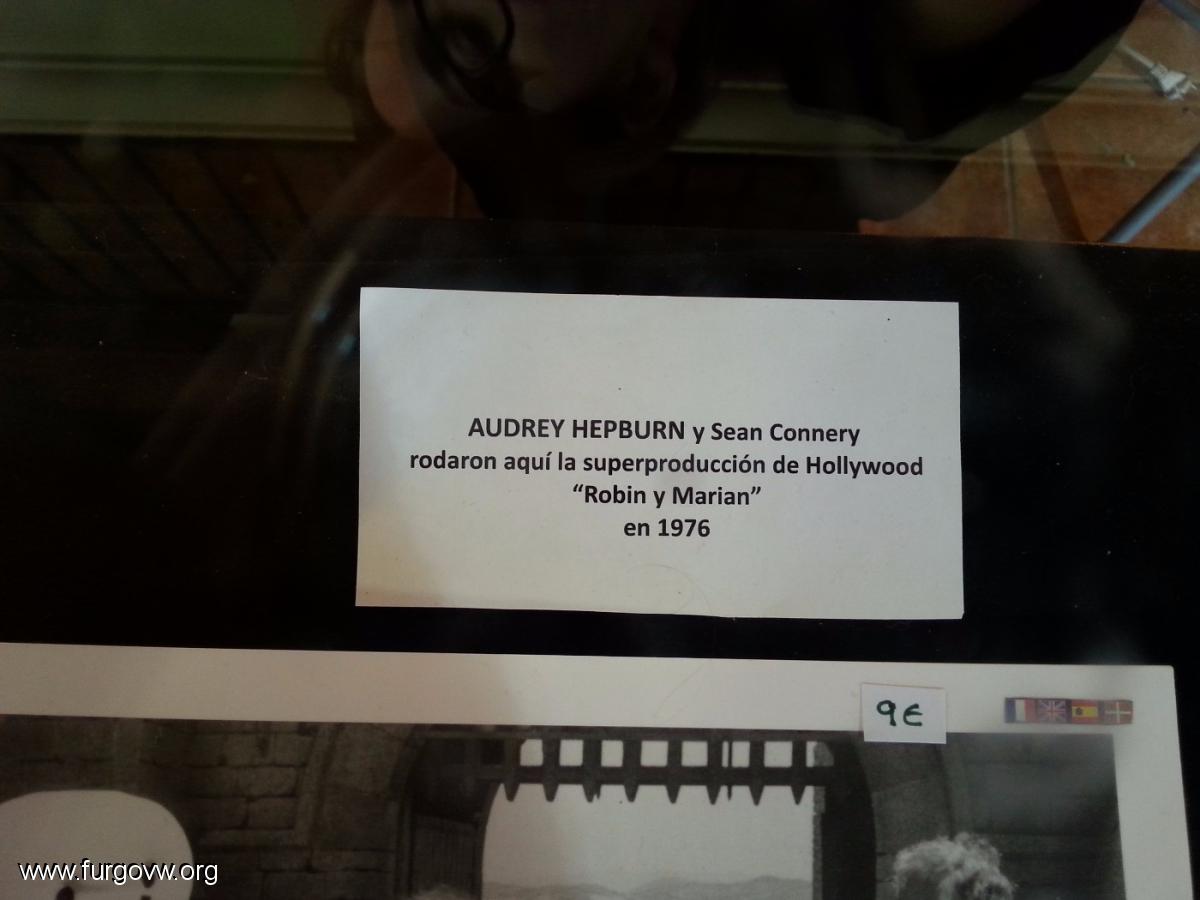 AUDREY HEPBURN y Sean Connery
rodaron aquí la superproducción de Hollywood
“Robin y Marian”
en 1976
9€
www.furgovw.org